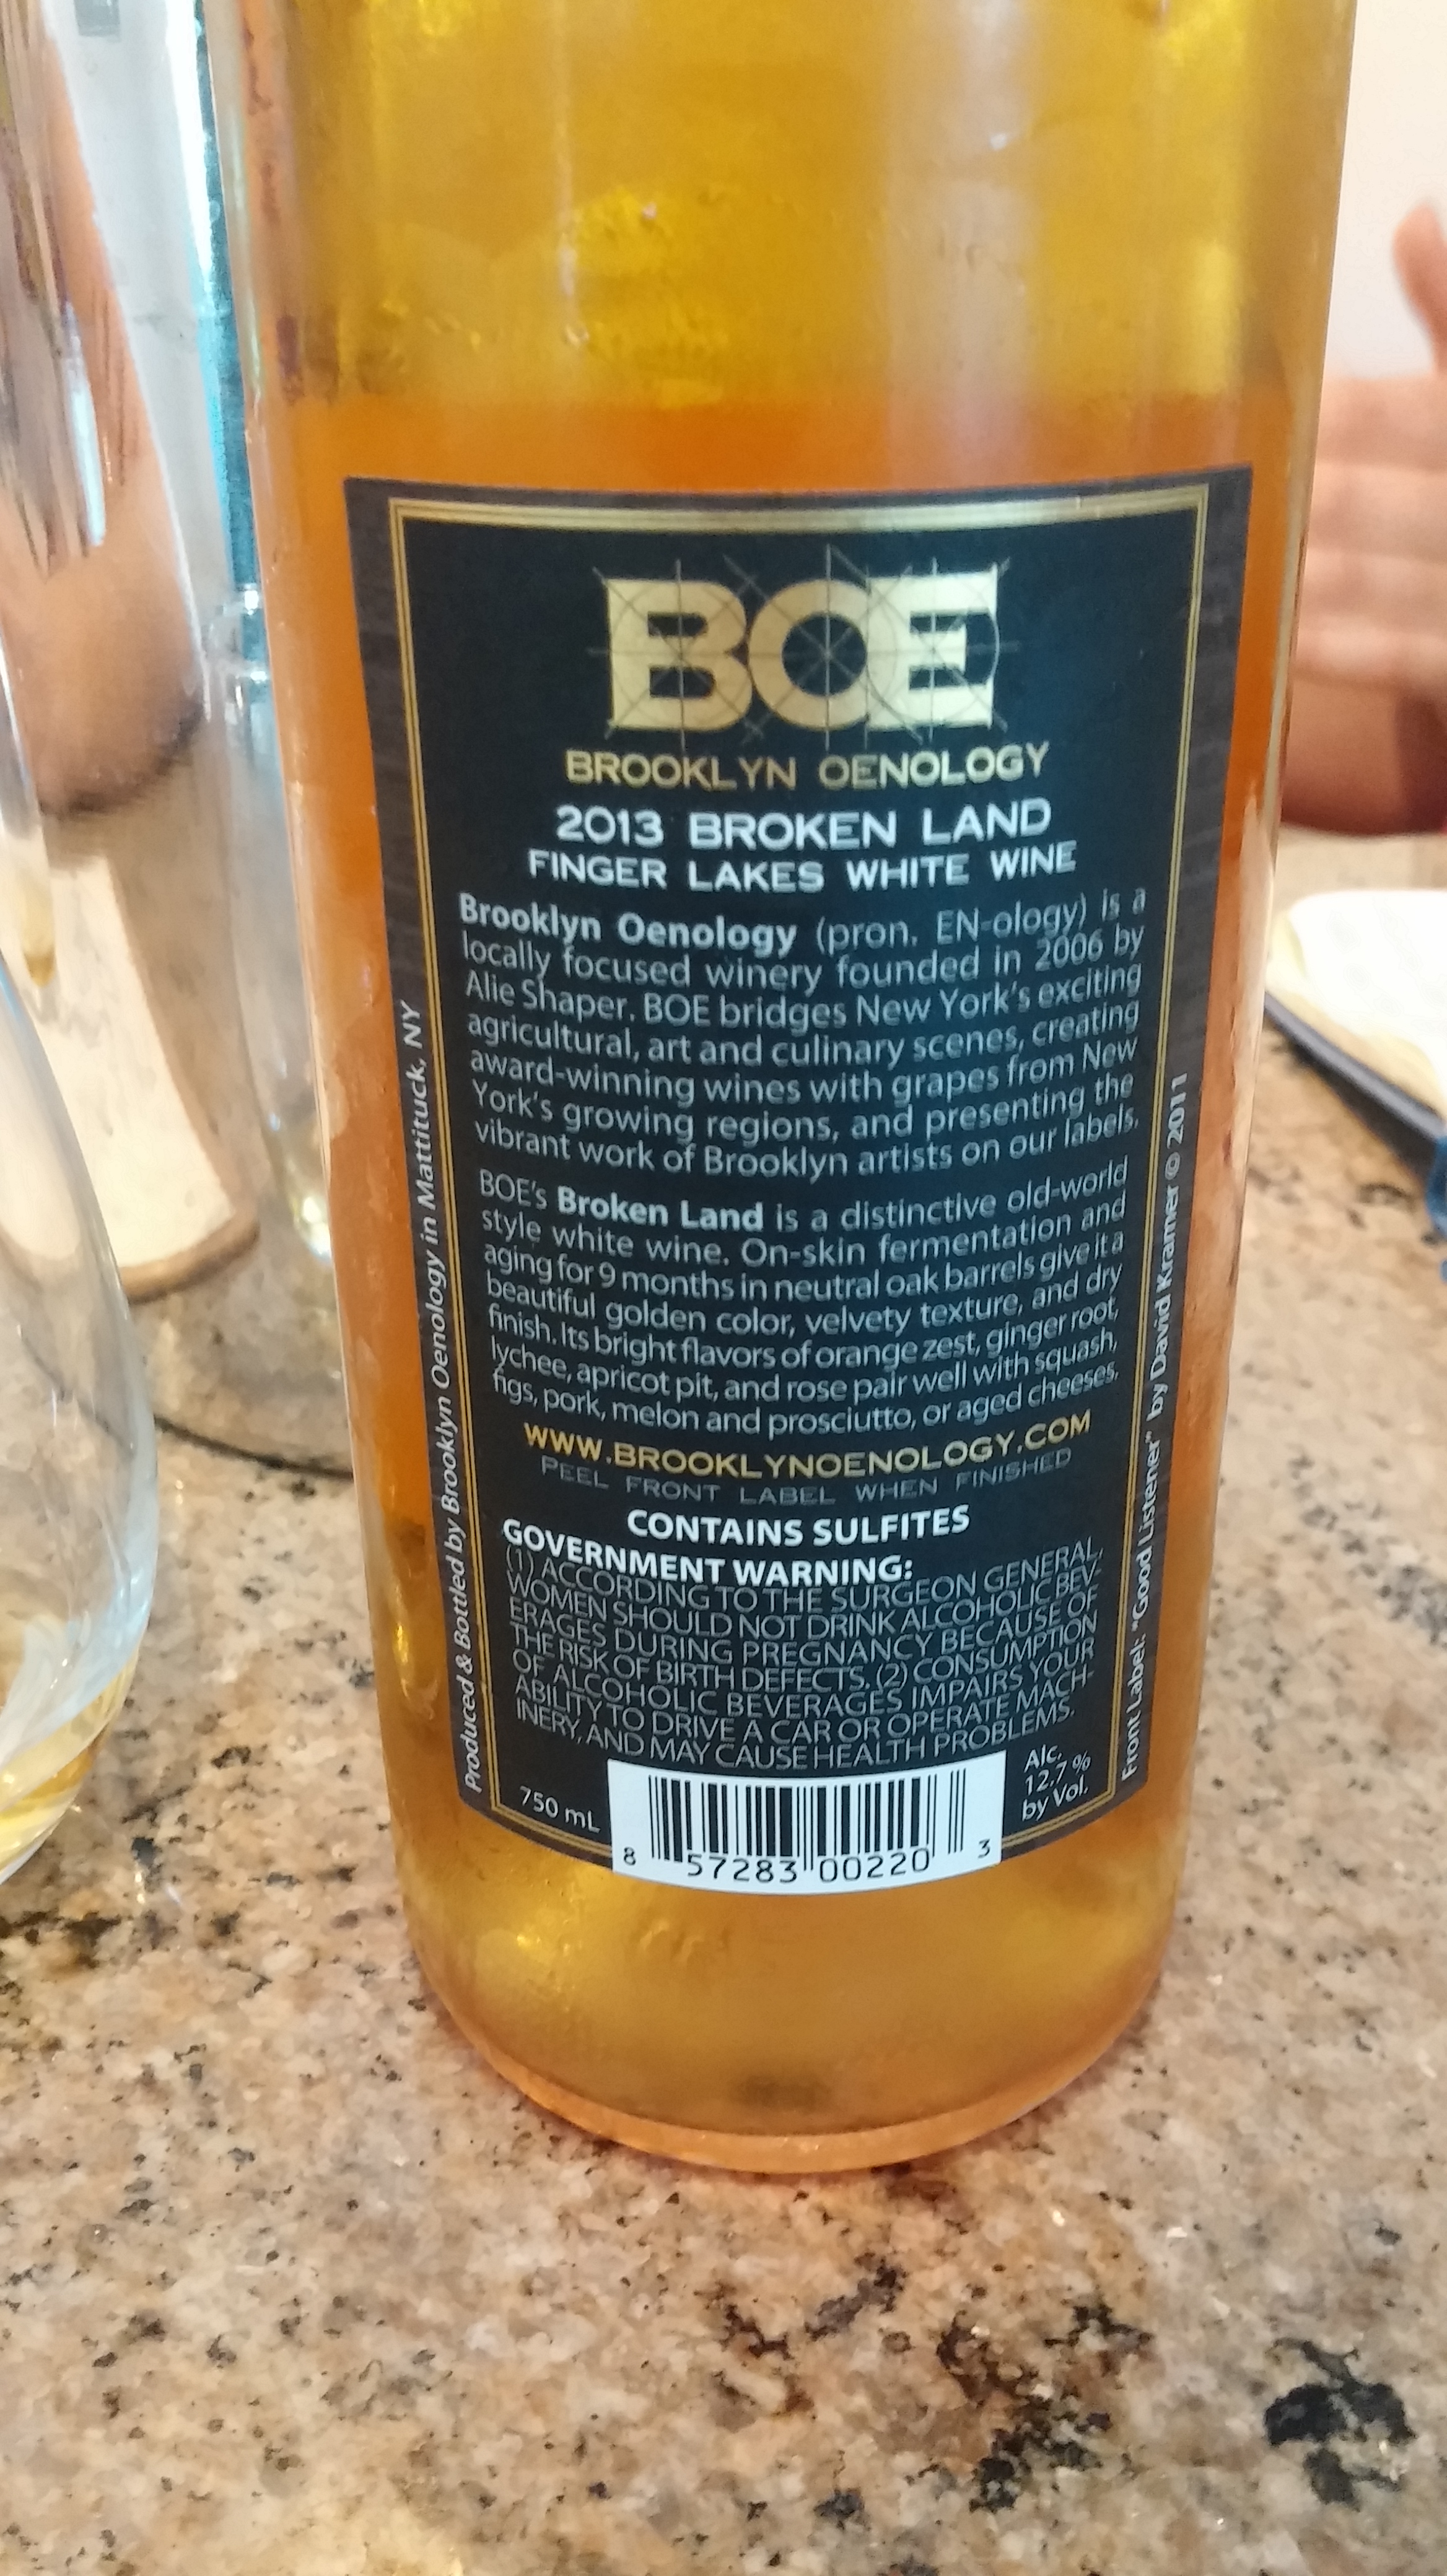 BOE
BROOKLYN OENOLOGY
2013 BROKEN LAND
FINGER LAKES WHITE WINE
Brooklyn Oenology (pron. EN-ology) is a
locally focused winery founded in 2006 by
Alie Shaper. BOE bridges New York's exciting
agricultural, art and culinary scenes, creating
award-winning wines with grapes from New
York's growing regions, and presenting the
vibrant work of Brooklyn artists on our labels.
BOE's Broken Land is a distinctive old-world
style white wine. On-skin fermentation and
aging for 9 months in neutral oak barrels give it a
beautiful golden color, velvety texture, and dry
finish. Its bright flavors of orange zest, ginger root,
lychee, apricot pit, and rose pair well with squash,
figs, pork, melon and prosciutto, or aged cheeses.
WWW.BROOKLYNOENOLOGY.COM
PEEL FRONT LABEL WHEN FINISHED
CONTAINS SULFITES
GOVERNMENT WARNING:
(1) ACCORDING TO THE SURGEON GENERAL,
WOMEN SHOULD NOT DRINK ALCOHOLIC BEV-
ERAGES DURING PREGNANCY BECAUSE OF
THE RISK OF BIRTH DEFECTS. (2) CONSUMPTION
OF ALCOHOLIC BEVERAGES IMPAIRS YOUR
ABILITY TO DRIVE A CAR OR OPERATE MACH-
INERY, AND MAY CAUSE HEALTH PROBLEMS.
750 mL
8 57283 00220 3
Alc.
12.7 %
by Vol.
Produced & Bottled by Brooklyn Oenology in Mattituck, NY
Front Label: "Good Listener" by David Kramer © 2011